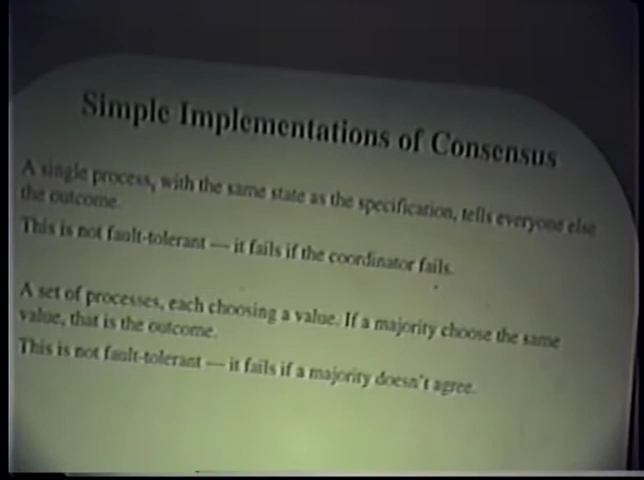 Simple Implementations of Consensus
A single process, with the same state as the specification, tells everyone else
the outcome.
This is not fault-tolerant — it fails if the coordinator fails.
A set of processes, each choosing a value. If a majority choose the same
value, that is the outcome.
This is not fault-tolerant — it fails if a majority doesn't agree.